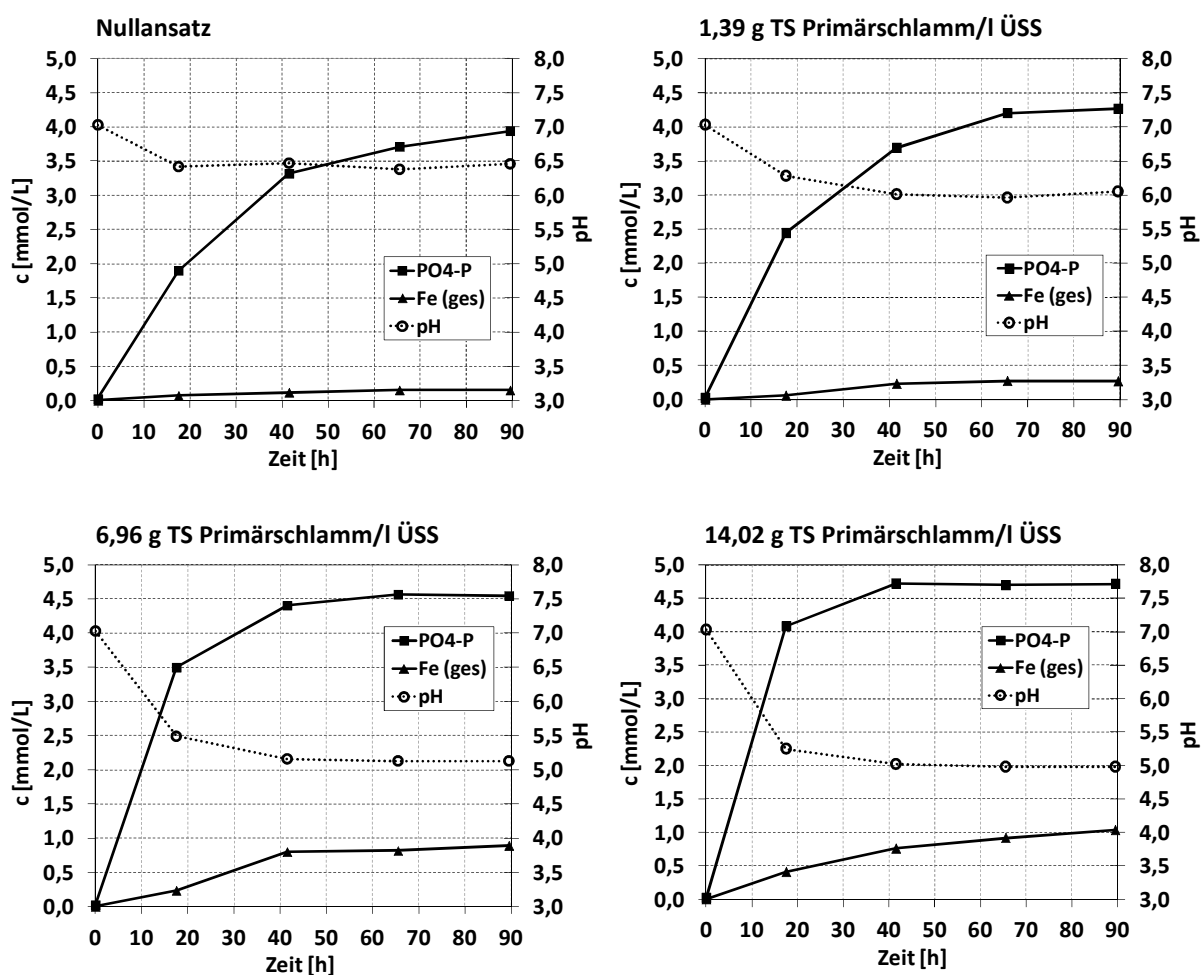 Nullansatz
5,0
4,5
4,0
3,5
3,0
2,5
2,0
1,5
1,0
0,5
0,0
c [mmol/L]
8,0
7,5
7,0
6,5
6,0
5,5
5,0
4,5
4,0
3,5
3,0
pH
PO4-P
Fe (ges)
pH
0 10 20 30 40 50 60 70 80 90
Zeit [h]
1,39 g TS Primärschlamm/l ÜSS
5,0
4,5
4,0
3,5
3,0
2,5
2,0
1,5
1,0
0,5
0,0
c [mmol/L]
8,0
7,5
7,0
6,5
6,0
5,5
5,0
4,5
4,0
3,5
3,0
pH
PO4-P
Fe (ges)
pH
0 10 20 30 40 50 60 70 80 90
Zeit [h]
6,96 g TS Primärschlamm/l ÜSS
5,0
4,5
4,0
3,5
3,0
2,5
2,0
1,5
1,0
0,5
0,0
c [mmol/L]
8,0
7,5
7,0
6,5
6,0
5,5
5,0
4,5
4,0
3,5
3,0
pH
PO4-P
Fe (ges)
pH
0 10 20 30 40 50 60 70 80 90
Zeit [h]
14,02 g TS Primärschlamm/l ÜSS
5,0
4,5
4,0
3,5
3,0
2,5
2,0
1,5
1,0
0,5
0,0
c [mmol/L]
8,0
7,5
7,0
6,5
6,0
5,5
5,0
4,5
4,0
3,5
3,0
pH
PO4-P
Fe (ges)
pH
0 10 20 30 40 50 60 70 80 90
Zeit [h]